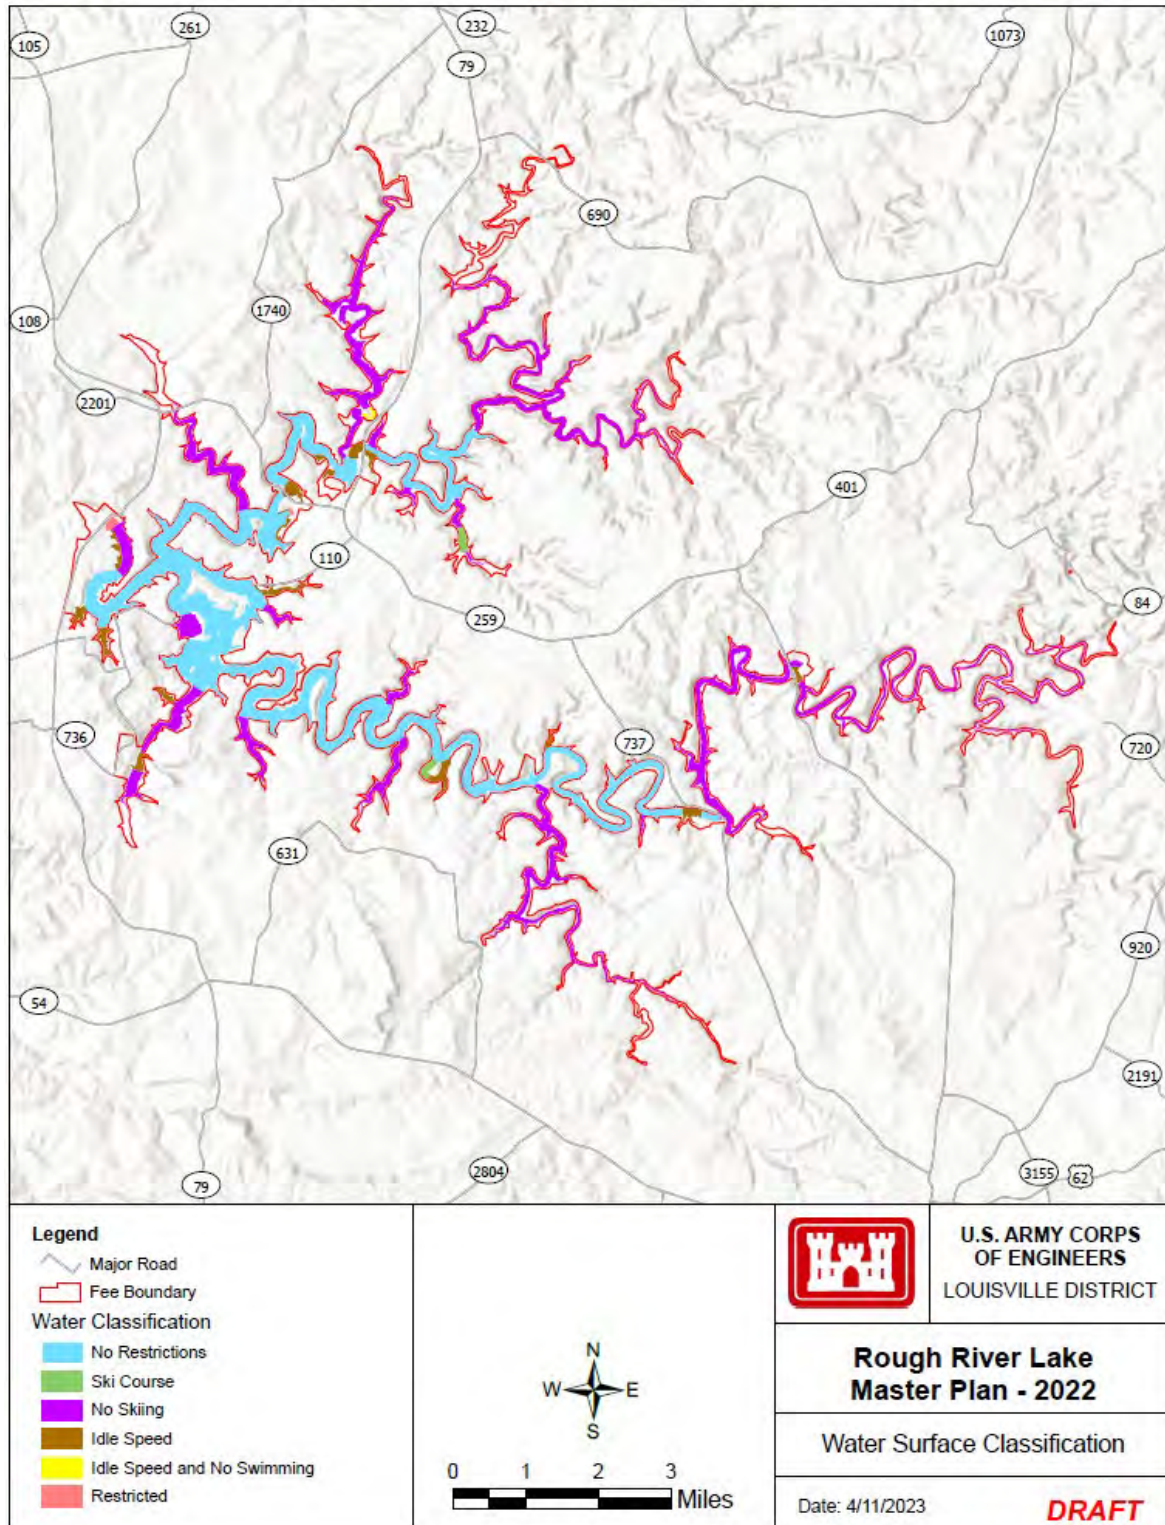 105
261
232
79
1073
690
108
1740
2201
401
110
259
84
736
737
720
631
920
54
2191
2804
3155
62
79
Legend
Major Road
Fee Boundary
Water Classification
No Restrictions
Ski Course
No Skiing
Idle Speed
Idle Speed and No Swimming
Restricted
N
W E
S
0 1 2 3
Miles
U.S. ARMY CORPS
OF ENGINEERS
LOUISVILLE DISTRICT
Rough River Lake
Master Plan - 2022
Water Surface Classification
Date: 4/11/2023
DRAFT